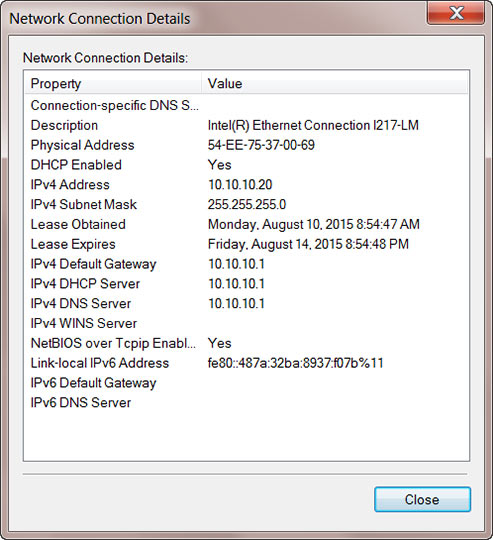 Network Connection Details
Network Connection Details:
Property Value
Connection-specific DNS S...
Description Intel(R) Ethernet Connection I217-LM
Physical Address 54-EE-75-37-00-69
DHCP Enabled Yes
IPv4 Address 10.10.10.20
IPv4 Subnet Mask 255.255.255.0
Lease Obtained Monday, August 10, 2015 8:54:47 AM
Lease Expires Friday, August 14, 2015 8:54:48 PM
IPv4 Default Gateway 10.10.10.1
IPv4 DHCP Server 10.10.10.1
IPv4 DNS Server 10.10.10.1
IPv4 WINS Server
NetBIOS over Tcpip Enabl... Yes
Link-local IPv6 Address fe80::487a:32ba:8937:f07b%11
IPv6 Default Gateway
IPv6 DNS Server
Close